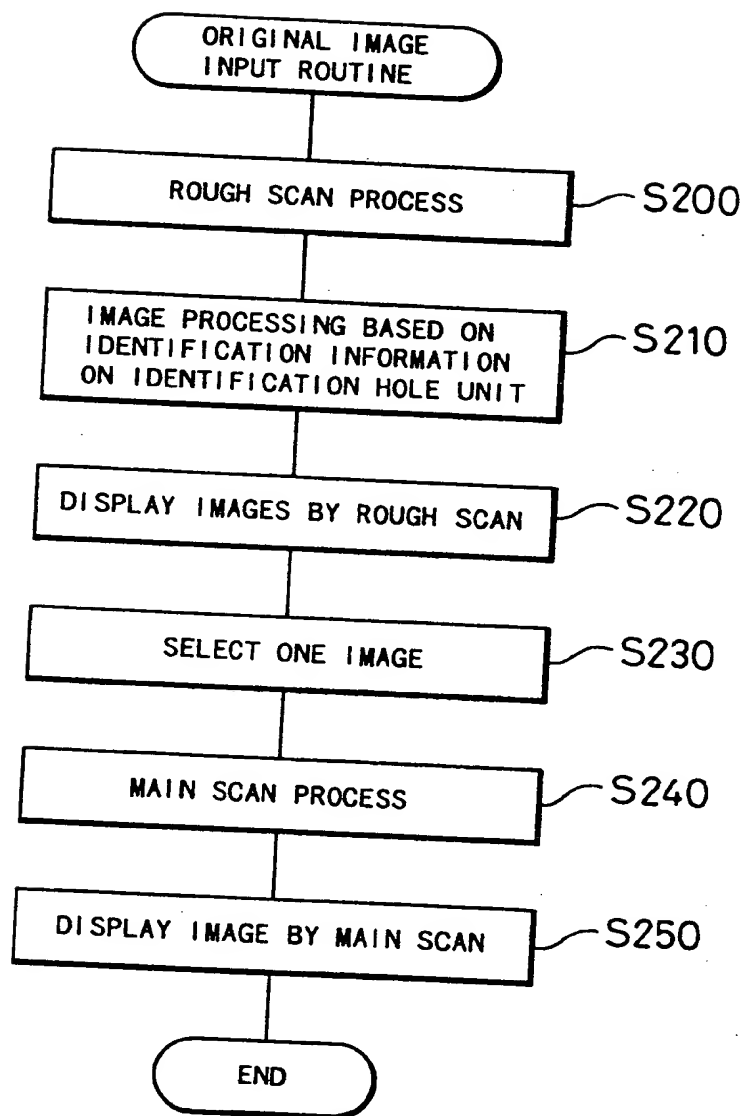 ORIGINAL IMAGE
INPUT ROUTINE
ROUGH SCAN PROCESS
S200
IMAGE PROCESSING BASED ON
IDENTIFICATION INFORMATION
ON IDENTIFICATION HOLE UNIT
S210
DISPLAY IMAGES BY ROUGH SCAN
S220
SELECT ONE IMAGE
S230
MAIN SCAN PROCESS
S240
DISPLAY IMAGE BY MAIN SCAN
S250
END